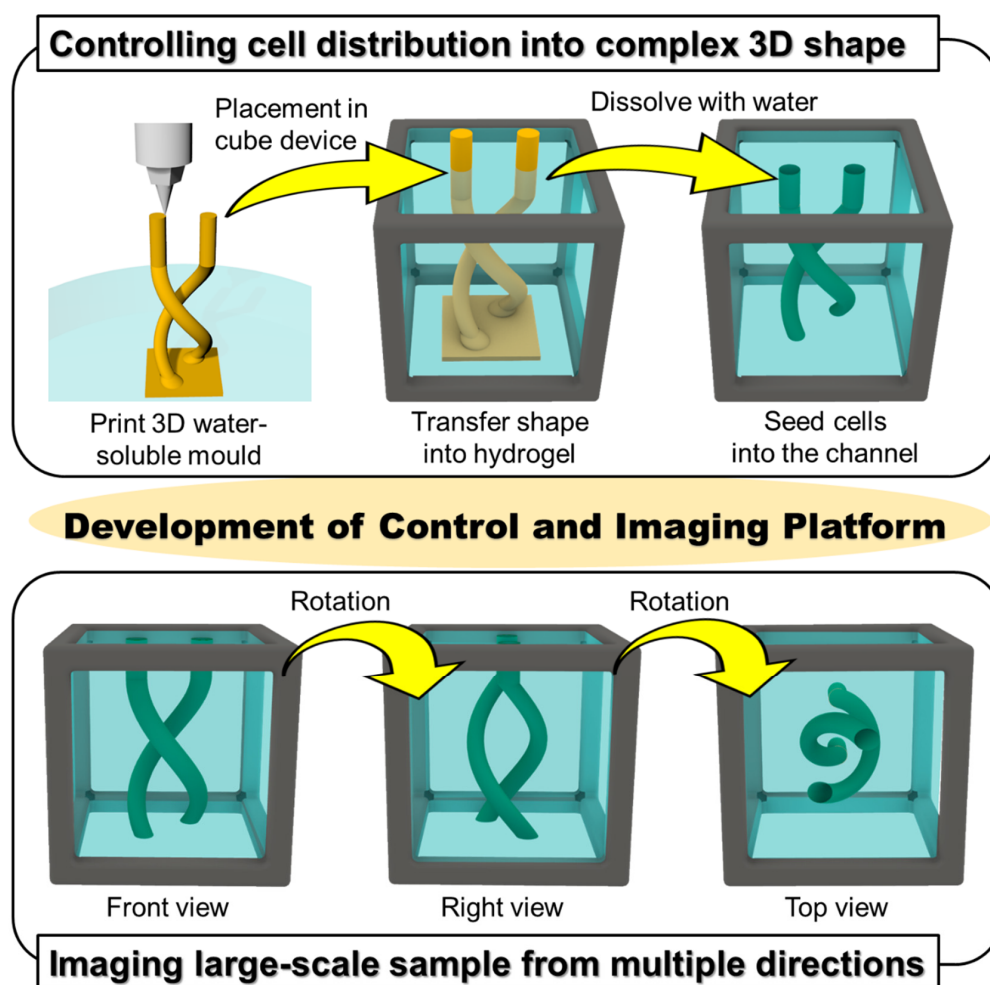 Controlling cell distribution into complex 3D shape
Placement in
cube device
Dissolve with water
Print 3D water-
soluble mould
Transfer shape
into hydrogel
Seed cells
into the channel
Development of Control and Imaging Platform
Rotation
Rotation
Front view
Right view
Top view
Imaging large-scale sample from multiple directions